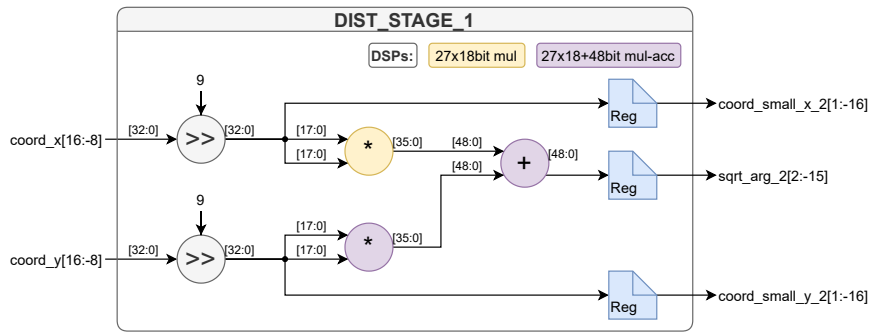 DIST_STAGE_1
DSPs:
27x18bit mul
27x18+48bit mul-acc
9
coord_x[16:-8]
[32:0]
>>
[32:0]
[17:0]
[17:0]
*
[35:0]
[48:0]
[48:0]
+
[48:0]
Reg
coord_small_x_2[1:-16]
Reg
sqrt_arg_2[2:-15]
9
coord_y[16:-8]
[32:0]
>>
[32:0]
[17:0]
[17:0]
*
[35:0]
Reg
coord_small_y_2[1:-16]